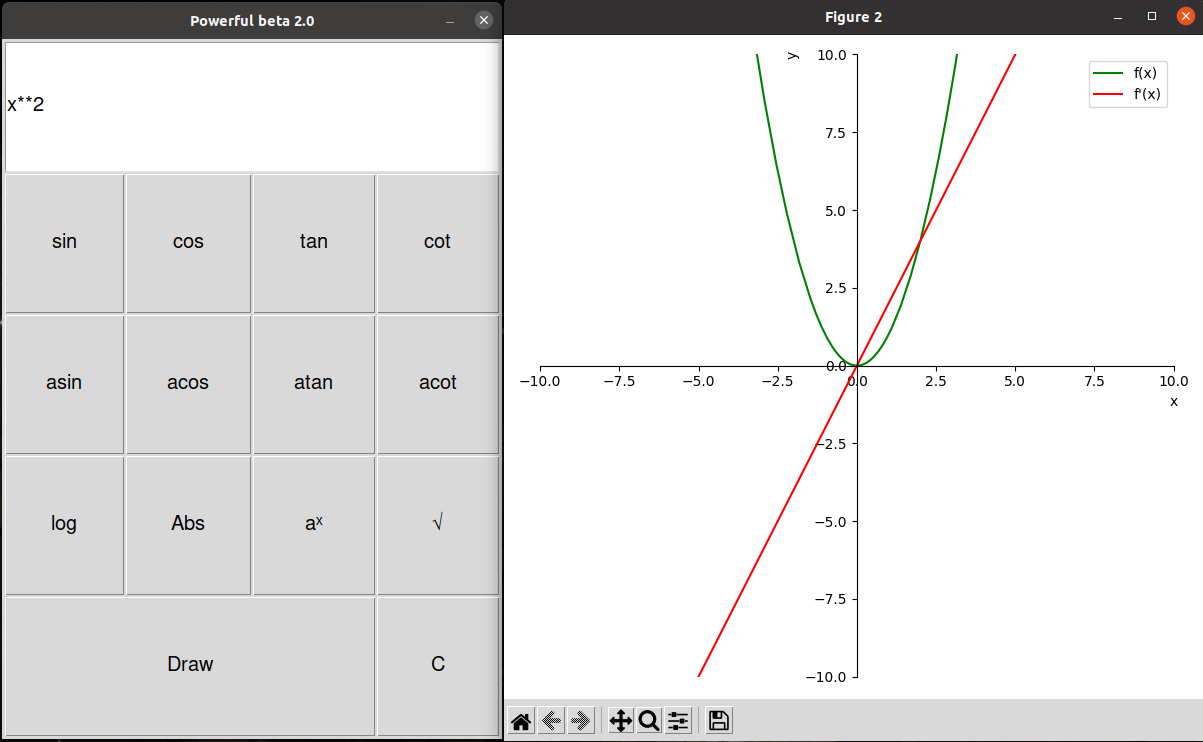 Powerful beta 2.0
x**2
sin cos tan cot
asin acos atan acot
log Abs aˣ √
Draw C
Figure 2
y
10.0
f(x)
f'(x)
7.5
5.0
2.5
0.0
−10.0 −7.5 −5.0 −2.5 0.0 2.5 5.0 7.5 10.0
x
−2.5
−5.0
−7.5
−10.0